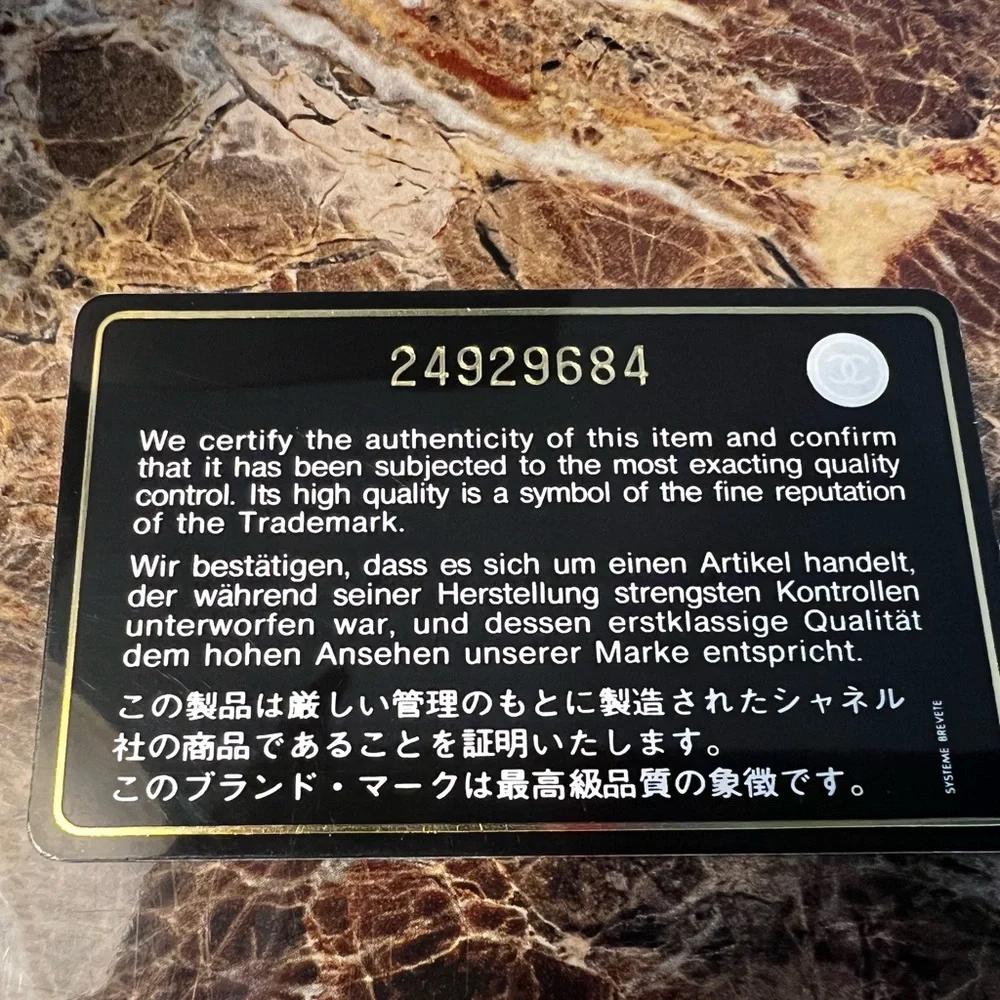 24929684
We certify the authenticity of this item and confirm
that it has been subjected to the most exacting quality
control. Its high quality is a symbol of the fine reputation
of the Trademark.
Wir bestätigen, dass es sich um einen Artikel handelt,
der während seiner Herstellung strengsten Kontrollen
unterworfen war, und dessen erstklassige Qualität
dem hohen Ansehen unserer Marke entspricht.
この製品は厳しい管理のもとに製造されたシャネル
社の商品であることを証明いたします。
このブランド・マークは最高級品質の象徴です。
SYSTEME BREVETE